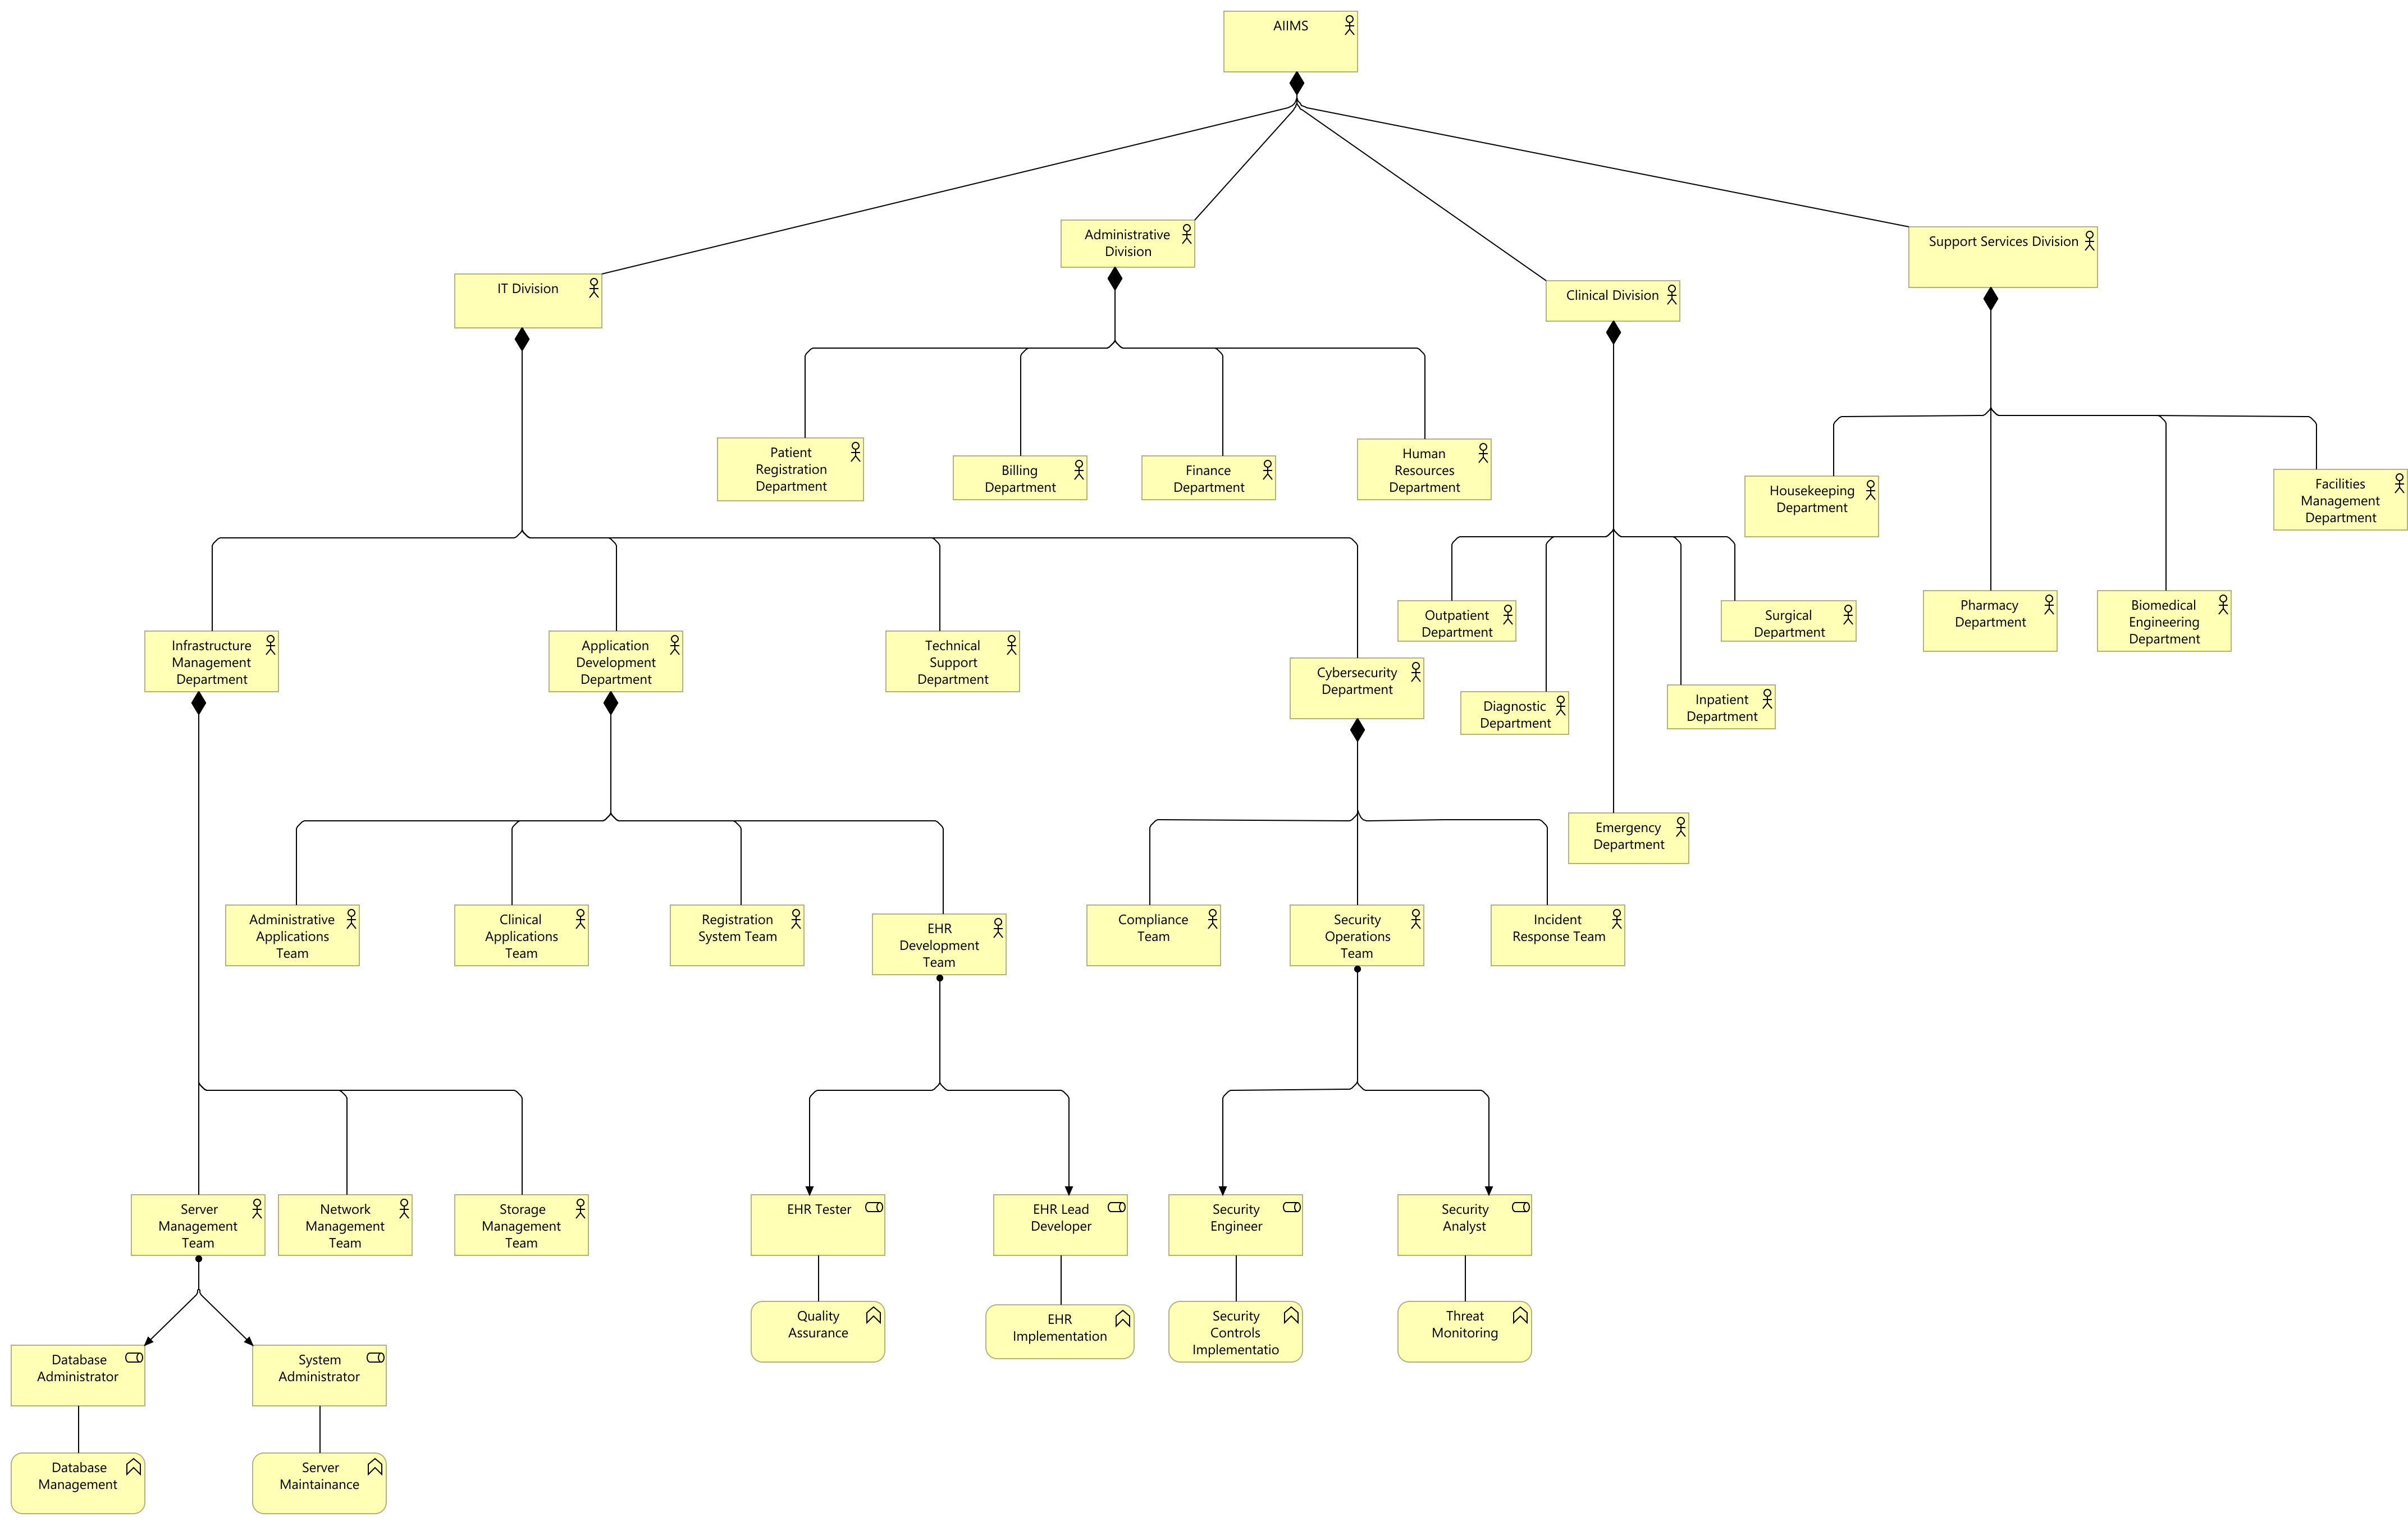 AIIMS
Administrative
Division
Support Services Division
IT Division
Clinical Division
Patient
Registration
Department
Billing
Department
Finance
Department
Human
Resources
Department
Housekeeping
Department
Facilities
Management
Department
Outpatient
Department
Surgical
Department
Pharmacy
Department
Biomedical
Engineering
Department
Infrastructure
Management
Department
Application
Development
Department
Technical
Support
Department
Cybersecurity
Department
Diagnostic
Department
Inpatient
Department
Emergency
Department
Administrative
Applications
Team
Clinical
Applications
Team
Registration
System Team
EHR
Development
Team
Compliance
Team
Security
Operations
Team
Incident
Response Team
Server
Management
Team
Network
Management
Team
Storage
Management
Team
EHR Tester
EHR Lead
Developer
Security
Engineer
Security
Analyst
Quality
Assurance
EHR
Implementation
Security
Controls
Implementatio
Threat
Monitoring
Database
Administrator
System
Administrator
Database
Management
Server
Maintainance